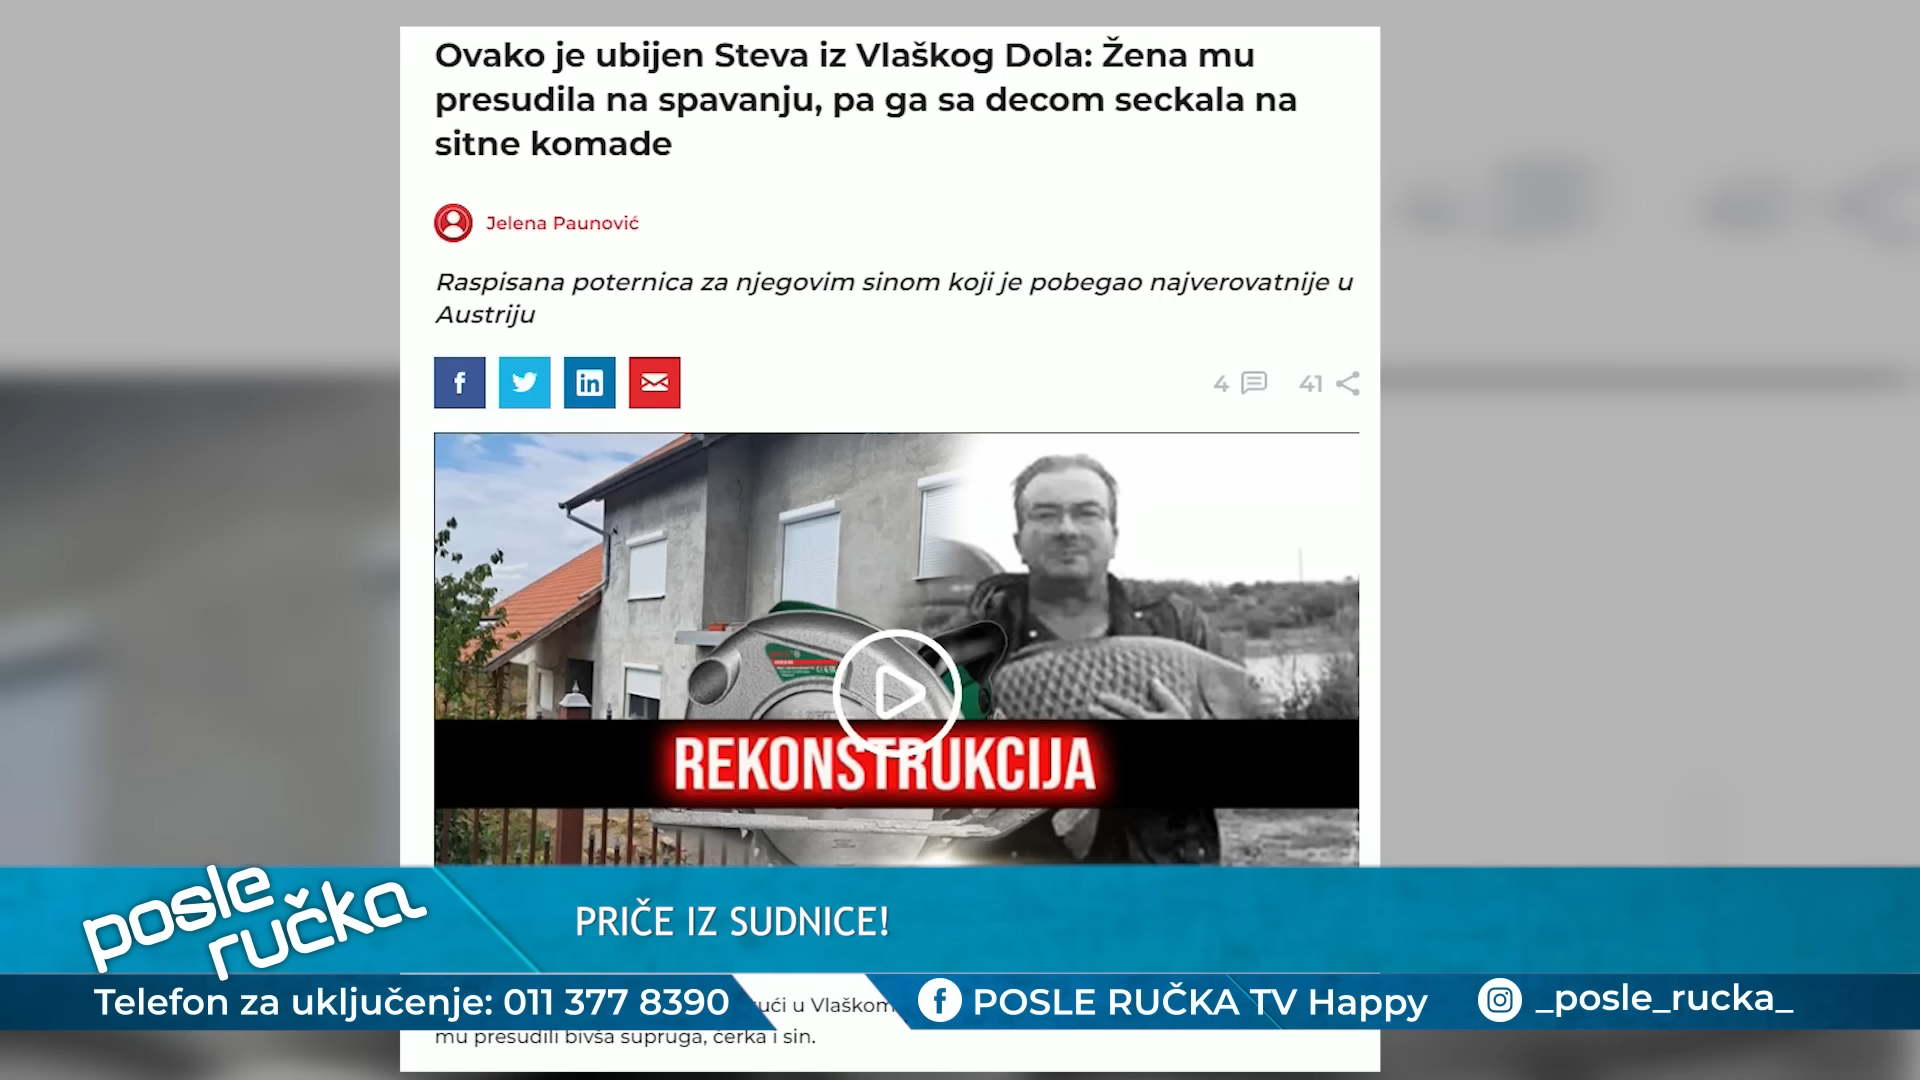 Ovako je ubijen Steva iz Vlaškog Dola: Žena mu
presudila na spavanju, pa ga sa decom seckala na
sitne komade
Jelena Paunović
Raspisana poternica za njegovim sinom koji je pobegao najverovatnije u
Austriju
4
41
REKONSTRUKCIJA
posle
ručka
PRIČE IZ SUDNICE!
Telefon za uključenje: 011 377 8390
ući u Vlaškom
POSLE RUČKA TV Happy
_posle_rucka_
mu presudili bivša supruga, ćerka i sin.